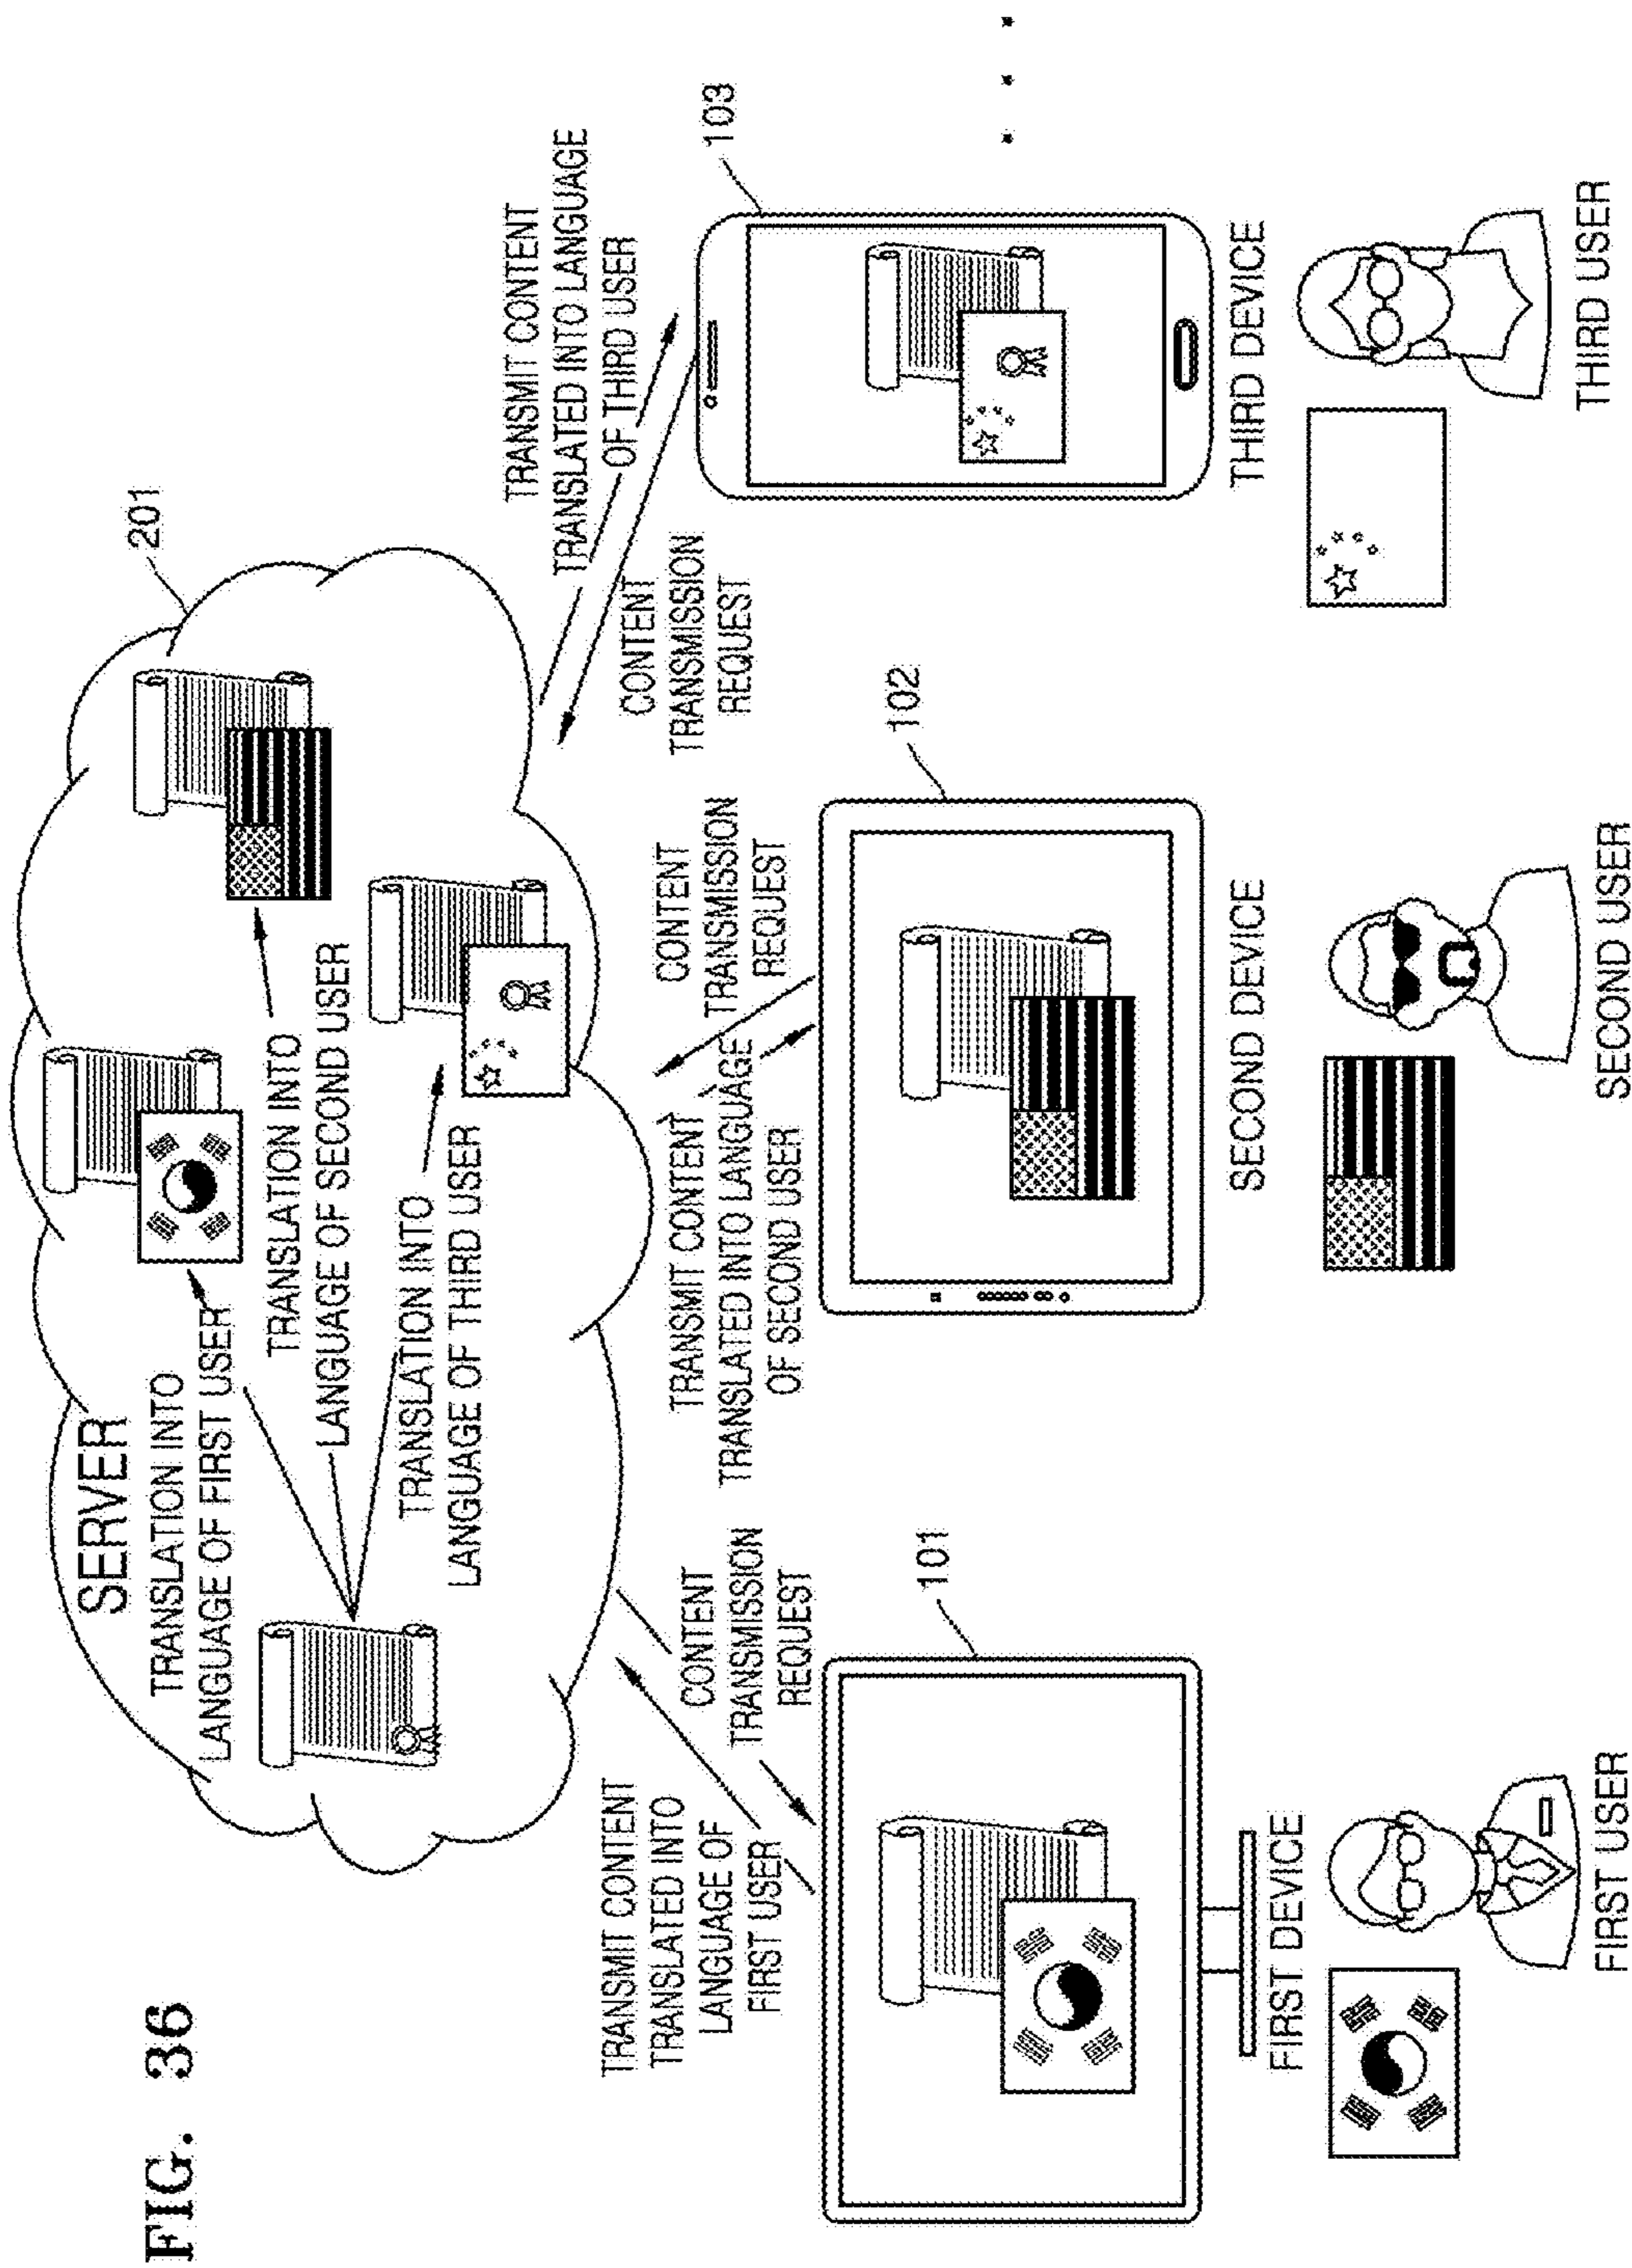 FIG. 36
SERVER
201
TRANSLATION INTO
LANGUAGE OF FIRST USER
TRANSLATION INTO
LANGUAGE OF SECOND USER
TRANSLATION INTO
LANGUAGE OF THIRD USER
TRANSMIT CONTENT
TRANSLATED INTO
LANGUAGE OF
FIRST USER
CONTENT
TRANSMISSION
REQUEST
TRANSMIT CONTENT
TRANSLATED INTO LANGUAGE
OF SECOND USER
CONTENT
TRANSMISSION
REQUEST
CONTENT
TRANSMISSION
REQUEST
TRANSMIT CONTENT
TRANSLATED INTO LANGUAGE
OF THIRD USER
101
102
103
FIRST DEVICE
SECOND DEVICE
THIRD DEVICE
FIRST USER
SECOND USER
THIRD USER